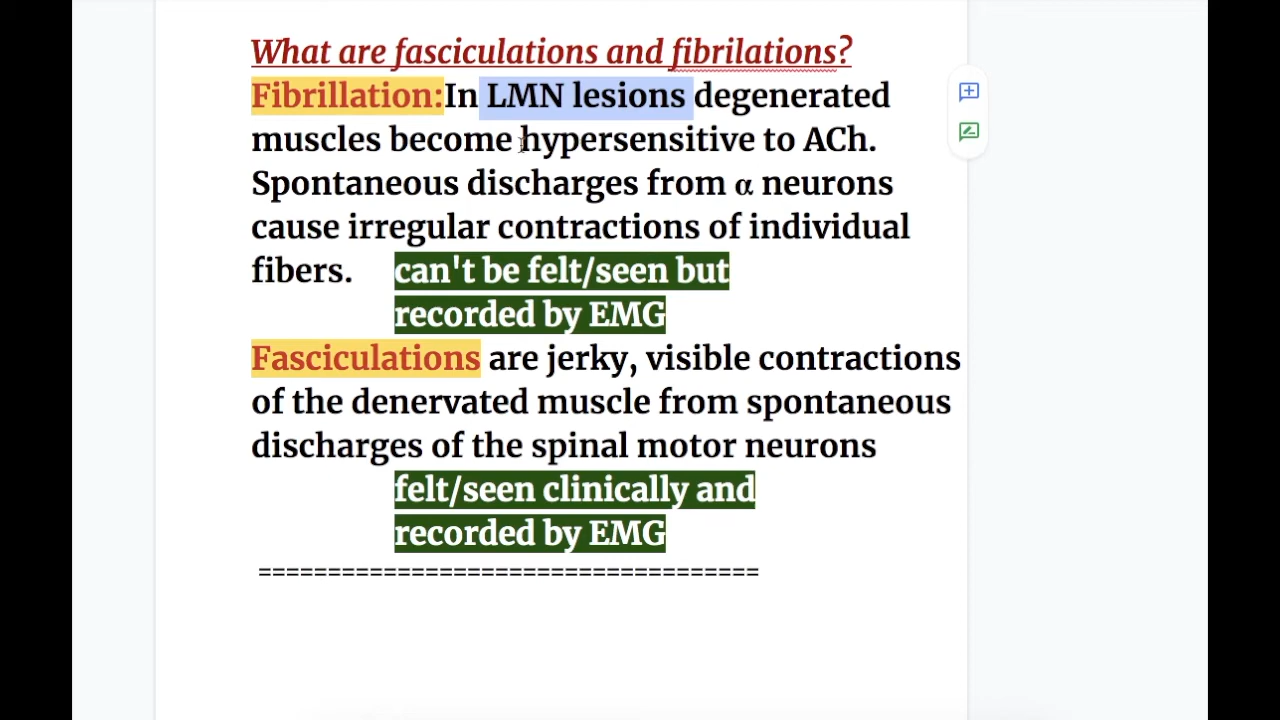 What are fasciculations and fibrilations?
Fibrillation:In LMN lesions degenerated
muscles become hypersensitive to ACh.
Spontaneous discharges from α neurons
cause irregular contractions of individual
fibers. can't be felt/seen but
recorded by EMG
Fasciculations are jerky, visible contractions
of the denervated muscle from spontaneous
discharges of the spinal motor neurons
felt/seen clinically and
recorded by EMG
===================================